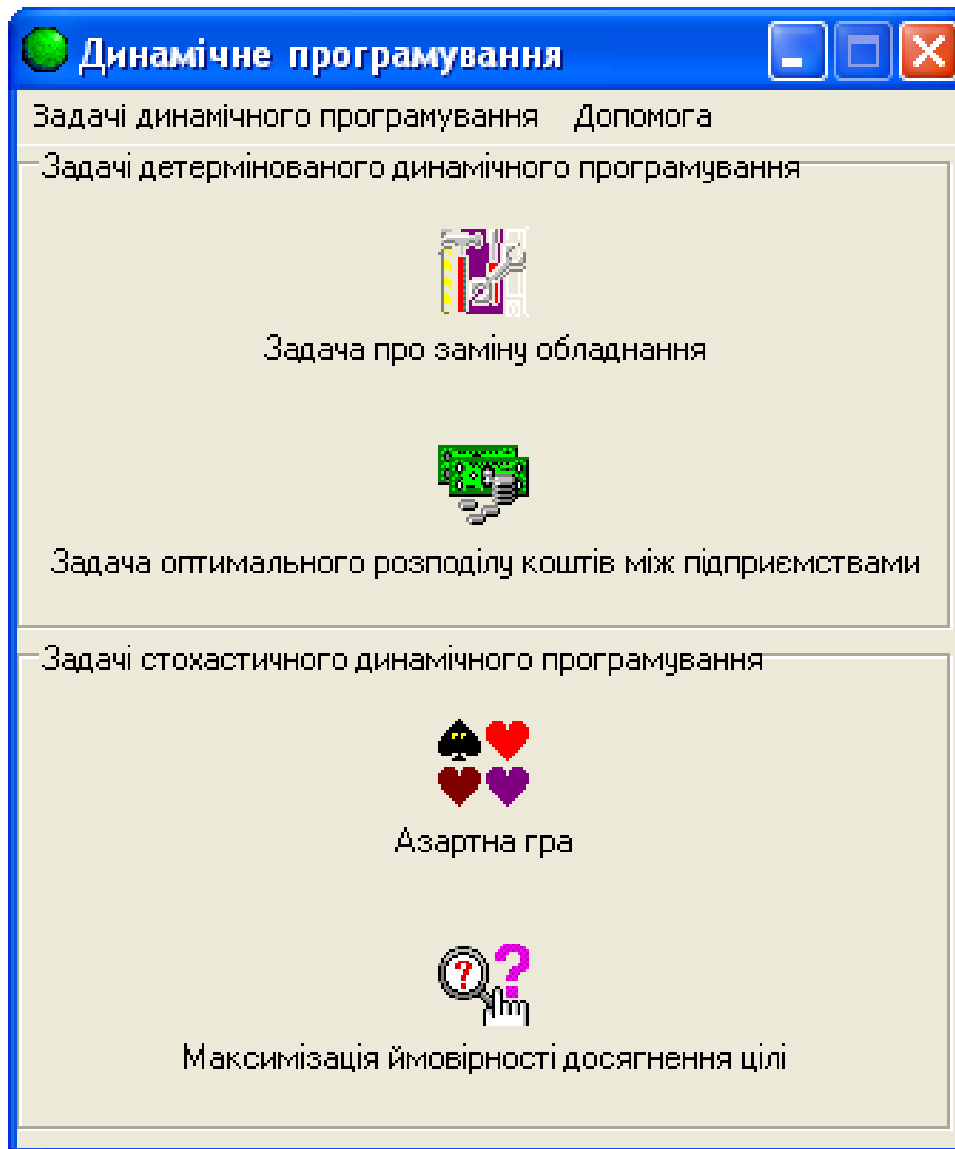 Динамічне програмування
Задачі динамічного програмування Допомога
Задачі детермінованого динамічного програмування
Задача про заміну обладнання
Задача оптимального розподілу коштів між підприємствами
Задачі стохастичного динамічного програмування
Азартна гра
Максимізація ймовірності досягнення цілі